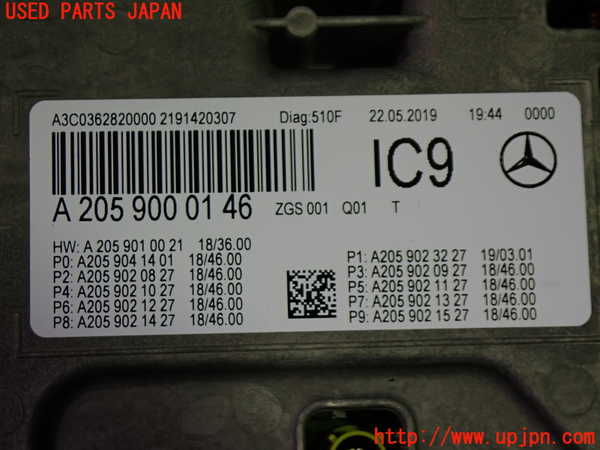 USED PARTS JAPAN
A3C0362820000 2191420307 Diag:510F 22.05.2019 19:44 0000
IC9
A 205 900 01 46 ZGS 001 Q01 T
HW: A 205 901 00 21 18/36.00
P0: A205 904 14 01 18/46.00 P1: A205 902 32 27 19/03.01
P2: A205 902 08 27 18/46.00 P3: A205 902 09 27 18/46.00
P4: A205 902 10 27 18/46.00 P5: A205 902 11 27 18/46.00
P6: A205 902 12 27 18/46.00 P7: A205 902 13 27 18/46.00
P8: A205 902 14 27 18/46.00 P9: A205 902 15 27 18/46.00
http://www.upjpn.com/